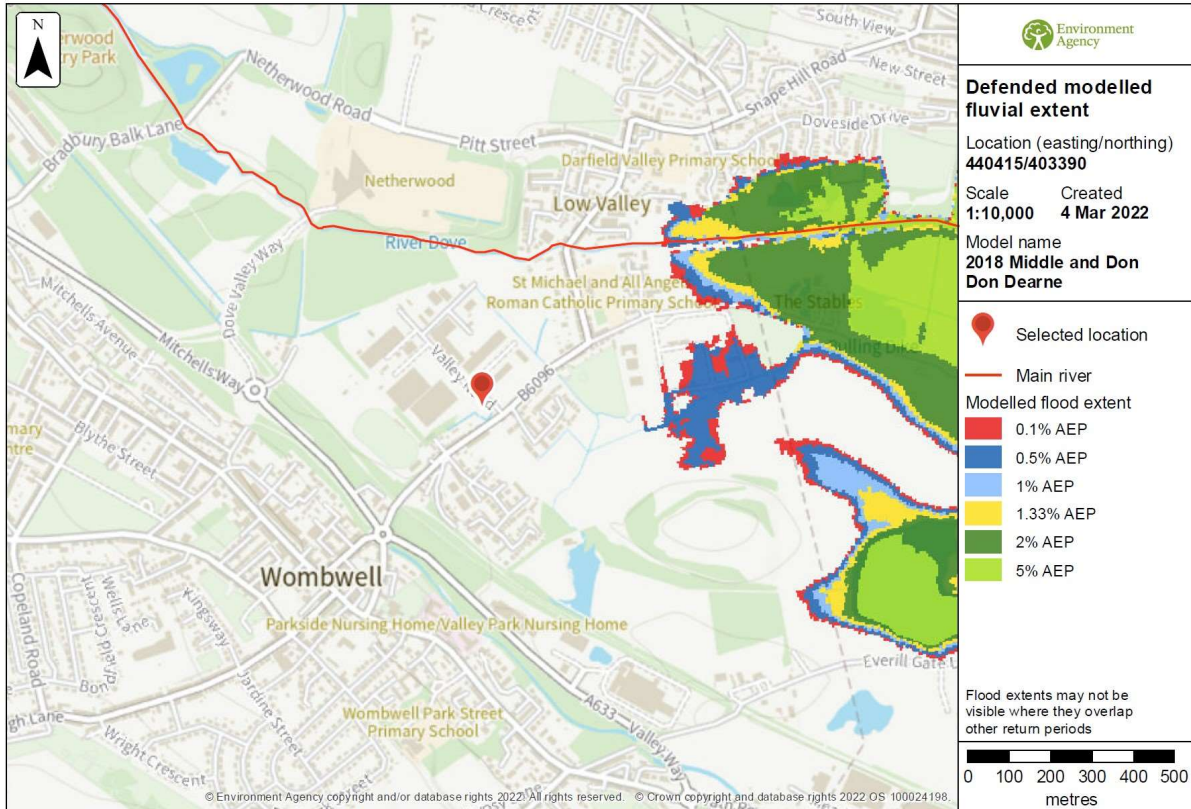 N
South View
New Street
Netherwood Road
Snape Hill Road
Bradbury Balk Lane
Pitt Street
Doveside Drive
Darfield Valley Primary School
Netherwood
Low Valley
River Dove
Dove Valley Way
St Michael and All Angel
Roman Catholic Primary School
The Stables
Mitchells Avenue
Mitchells Way
Valley Road
B6096
Blythe Street
Wombwell
Copeland Road
Wells
Kingsway
Parkside Nursing Home/Valley Park Nursing Home
Everill Gate
Jardine Street
A633-Valley Way
Wombwell Park Street
Primary School
Wright Crescent
© Environment Agency copyright and/or database rights 2022. All rights reserved. © Crown copyright and database rights 2022 OS 100024198.
Environment
Agency
Defended modelled
fluvial extent
Location (easting/northing)
440415/403390
Scale Created
1:10,000 4 Mar 2022
Model name
2018 Middle and Don
Don Dearne
Selected location
Main river
Modelled flood extent
0.1% AEP
0.5% AEP
1% AEP
1.33% AEP
2% AEP
5% AEP
Flood extents may not be
visible where they overlap
other return periods
0 100 200 300 400 500
metres